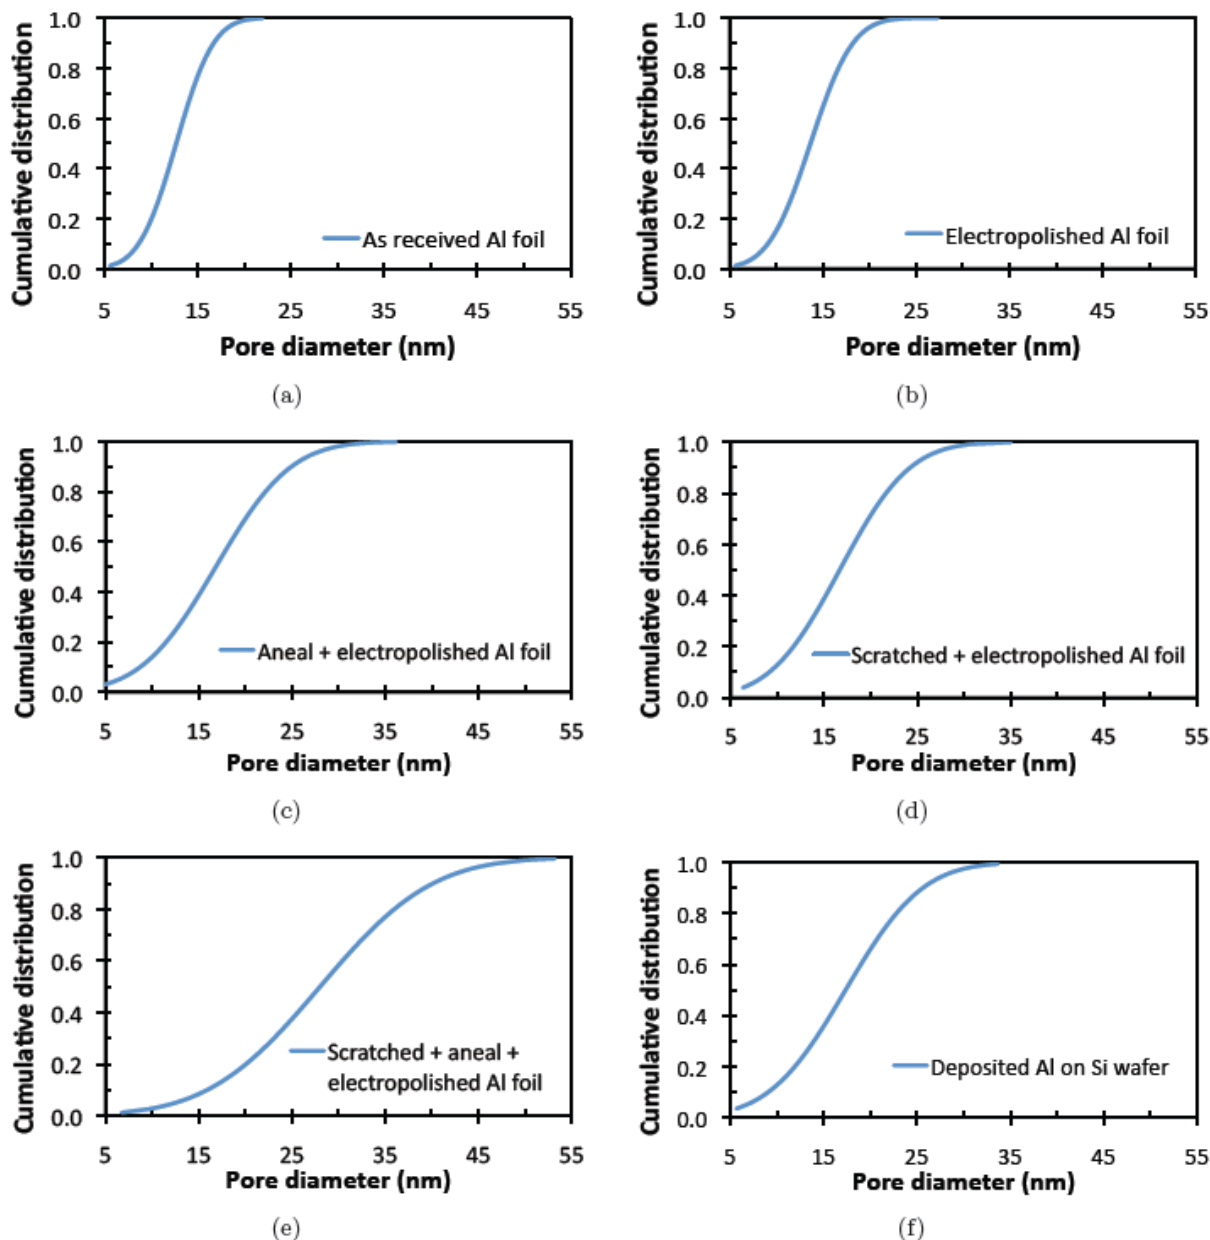 Cumulative distribution
1.0
0.8
0.6
0.4
0.2
0.0
As received Al foil
5 15 25 35 45 55
Pore diameter (nm)
(a)
Cumulative distribution
1.0
0.8
0.6
0.4
0.2
0.0
Electropolished Al foil
5 15 25 35 45 55
Pore diameter (nm)
(b)
Cumulative distribution
1.0
0.8
0.6
0.4
0.2
0.0
Aneal + electropolished Al foil
5 15 25 35 45 55
Pore diameter (nm)
(c)
Cumulative distribution
1.0
0.8
0.6
0.4
0.2
0.0
Scratched + electropolished Al foil
5 15 25 35 45 55
Pore diameter (nm)
(d)
Cumulative distribution
1.0
0.8
0.6
0.4
0.2
0.0
Scratched + aneal +
electropolished Al foil
5 15 25 35 45 55
Pore diameter (nm)
(e)
Cumulative distribution
1.0
0.8
0.6
0.4
0.2
0.0
Deposited Al on Si wafer
5 15 25 35 45 55
Pore diameter (nm)
(f)